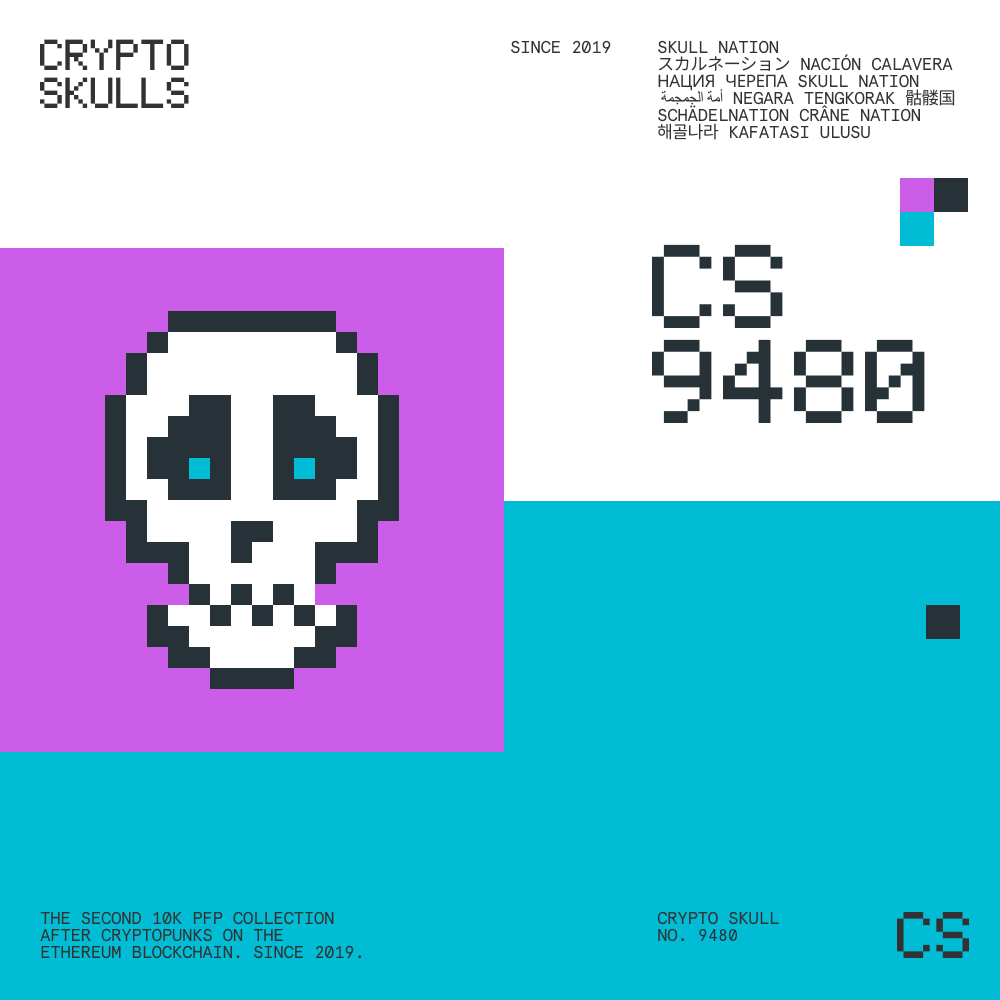 CRYPTO
SKULLS
SINCE 2019
SKULL NATION
スカルネーション NACIÓN CALAVERA
НАЦИЯ ЧЕРЕПА SKULL NATION
أمة الجمجمة NEGARA TENGKORAK 骷髅国
SCHÄDELNATION CRÂNE NATION
해골나라 KAFATASI ULUSU
CS
9480
THE SECOND 10K PFP COLLECTION
AFTER CRYPTOPUNKS ON THE
ETHEREUM BLOCKCHAIN. SINCE 2019.
CRYPTO SKULL
NO. 9480
CS